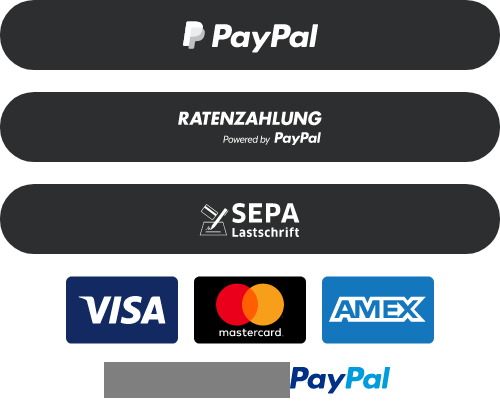 PayPal
RATENZAHLUNG
Powered by PayPal
SEPA
Lastschrift
VISA
mastercard.
AMEX
PayPal